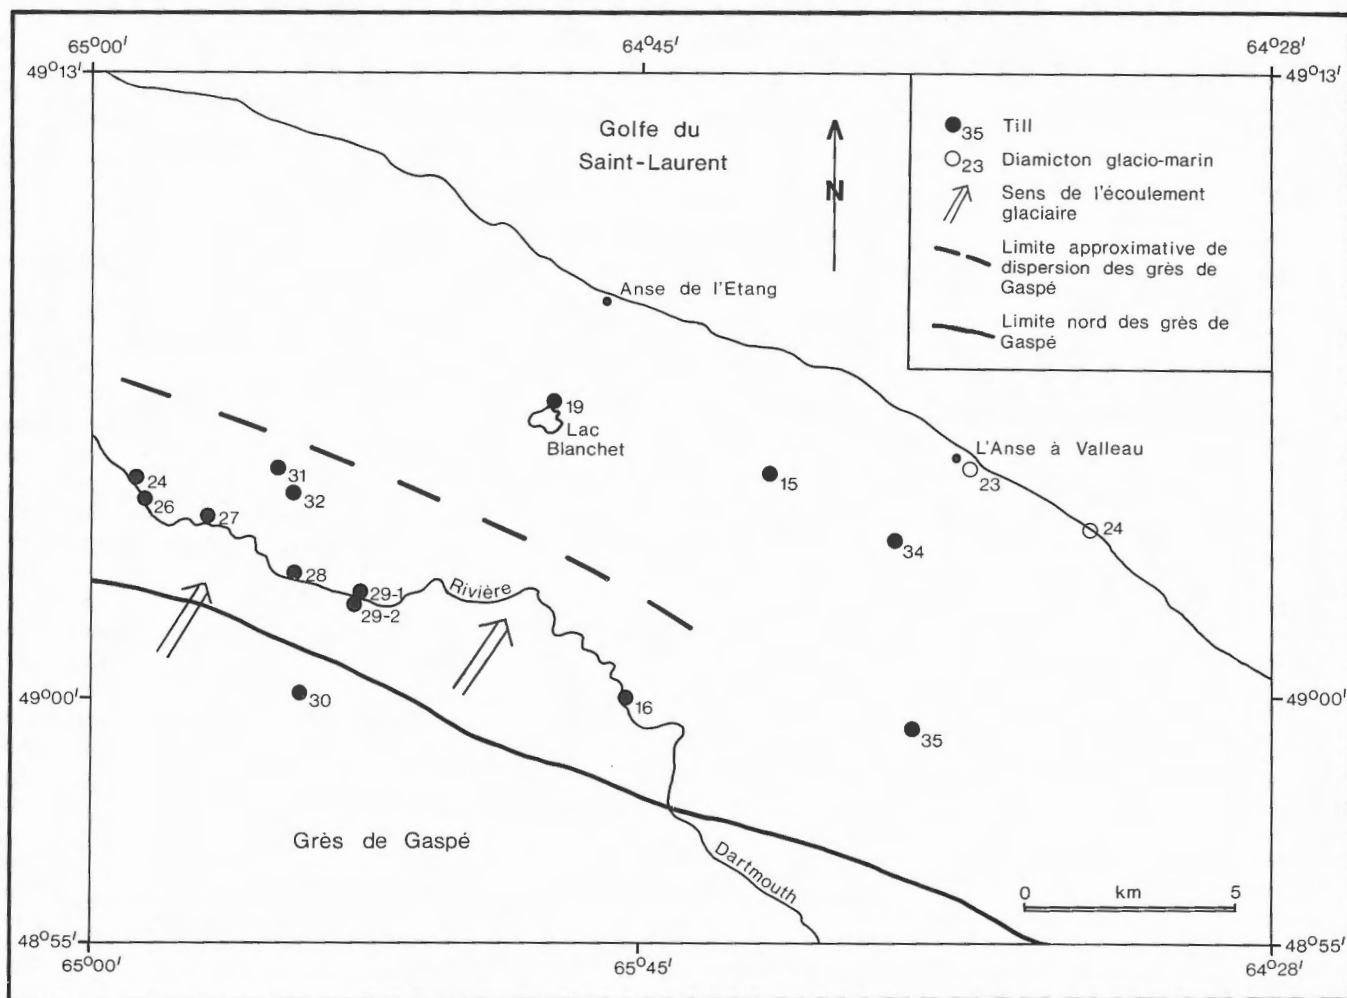 65°00'
64°45'
64°28'
49°13'
49°13'
Golfe du
Saint-Laurent
N
35 Till
23 Diamicton glacio-marin
Sens de l'écoulement
glaciaire
Limite approximative de
dispersion des grès de
Gaspé
Limite nord des grès de
Gaspé
Anse de l'Etang
19
Lac
Blanchet
L'Anse à Valleau
23
15
24
31
24
32
26
27
34
28
29-1
29-2
Rivière
49°00'
30
16
49°00'
35
Grès de Gaspé
Dartmouth
0 km 5
48°55'
48°55'
65°00'
65°45'
64°28'